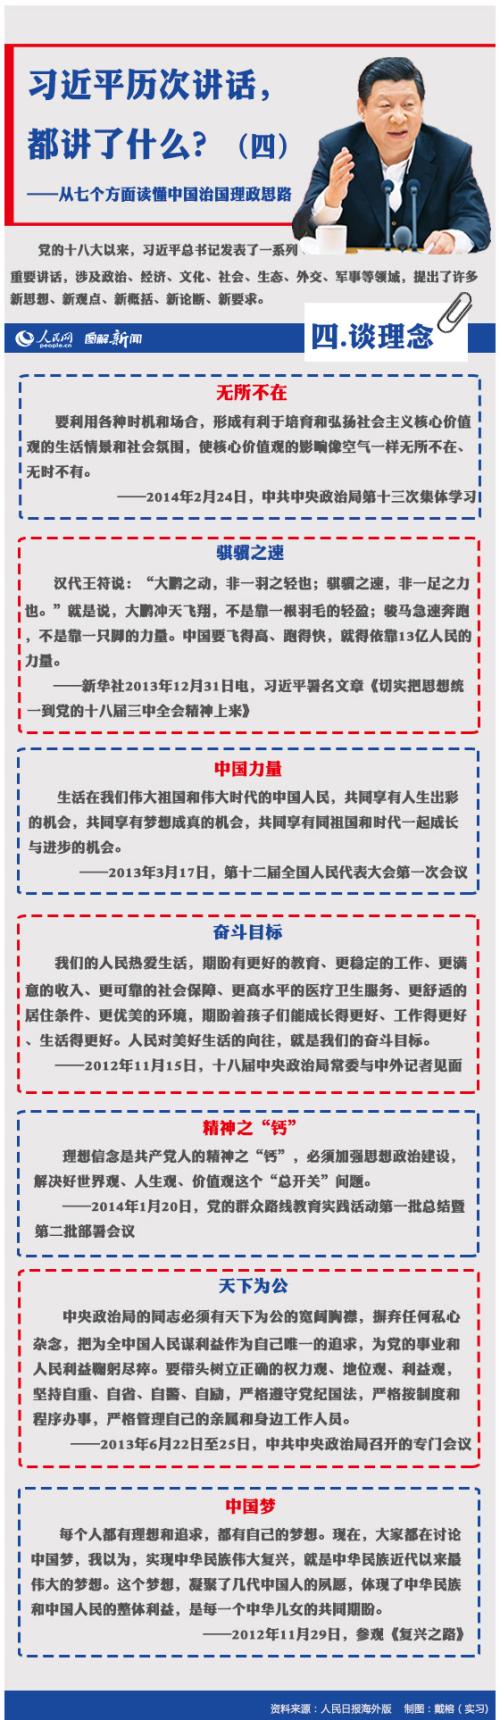 习近平历次讲话，
都讲了什么？（四）
——从七个方面读懂中国治国理政思路
党的十八大以来，习近平总书记发表了一系列
重要讲话，涉及政治、经济、文化、社会、生态、外交、军事等领域，提出了许多
新思想、新观点、新概括、新论断、新要求。
人民网 people.cn 图解新闻
四.谈理念
无所不在
要利用各种时机和场合，形成有利于培育和弘扬社会主义核心价值
观的生活情景和社会氛围，使核心价值观的影响像空气一样无所不在、
无时不有。
——2014年2月24日，中共中央政治局第十三次集体学习
骐骥之速
汉代王符说：“大鹏之动，非一羽之轻也；骐骥之速，非一足之力
也。”就是说，大鹏冲天飞翔，不是靠一根羽毛的轻盈；骏马急速奔跑
，不是靠一只脚的力量。中国要飞得高、跑得快，就得依靠13亿人民的
力量。
——新华社2013年12月31日电，习近平署名文章《切实把思想统
一到党的十八届三中全会精神上来》
中国力量
生活在我们伟大祖国和伟大时代的中国人民，共同享有人生出彩
的机会，共同享有梦想成真的机会，共同享有同祖国和时代一起成长
与进步的机会。
——2013年3月17日，第十二届全国人民代表大会第一次会议
奋斗目标
我们的人民热爱生活，期盼有更好的教育、更稳定的工作、更满
意的收入、更可靠的社会保障、更高水平的医疗卫生服务、更舒适的
居住条件、更优美的环境，期盼着孩子们能成长得更好、工作得更好
、生活得更好。人民对美好生活的向往，就是我们的奋斗目标。
——2012年11月15日，十八届中央政治局常委与中外记者见面
精神之“钙”
理想信念是共产党人的精神之“钙”，必须加强思想政治建设，
解决好世界观、人生观、价值观这个“总开关”问题。
——2014年1月20日，党的群众路线教育实践活动第一批总结暨
第二批部署会议
天下为公
中央政治局的同志必须有天下为公的宽阔胸襟，摒弃任何私心
杂念，把为全中国人民谋利益作为自己唯一的追求，为党的事业和
人民利益鞠躬尽瘁。要带头树立正确的权力观、地位观、利益观，
坚持自重、自省、自警、自励，严格遵守党纪国法，严格按制度和
程序办事，严格管理自己的亲属和身边工作人员。
——2013年6月22日至25日，中共中央政治局召开的专门会议
中国梦
每个人都有理想和追求，都有自己的梦想。现在，大家都在讨论
中国梦，我以为，实现中华民族伟大复兴，就是中华民族近代以来最
伟大的梦想。这个梦想，凝聚了几代中国人的夙愿，体现了中华民族
和中国人民的整体利益，是每一个中华儿女的共同期盼。
——2012年11月29日，参观《复兴之路》
资料来源：人民日报海外版 制图：戴榕（实习）